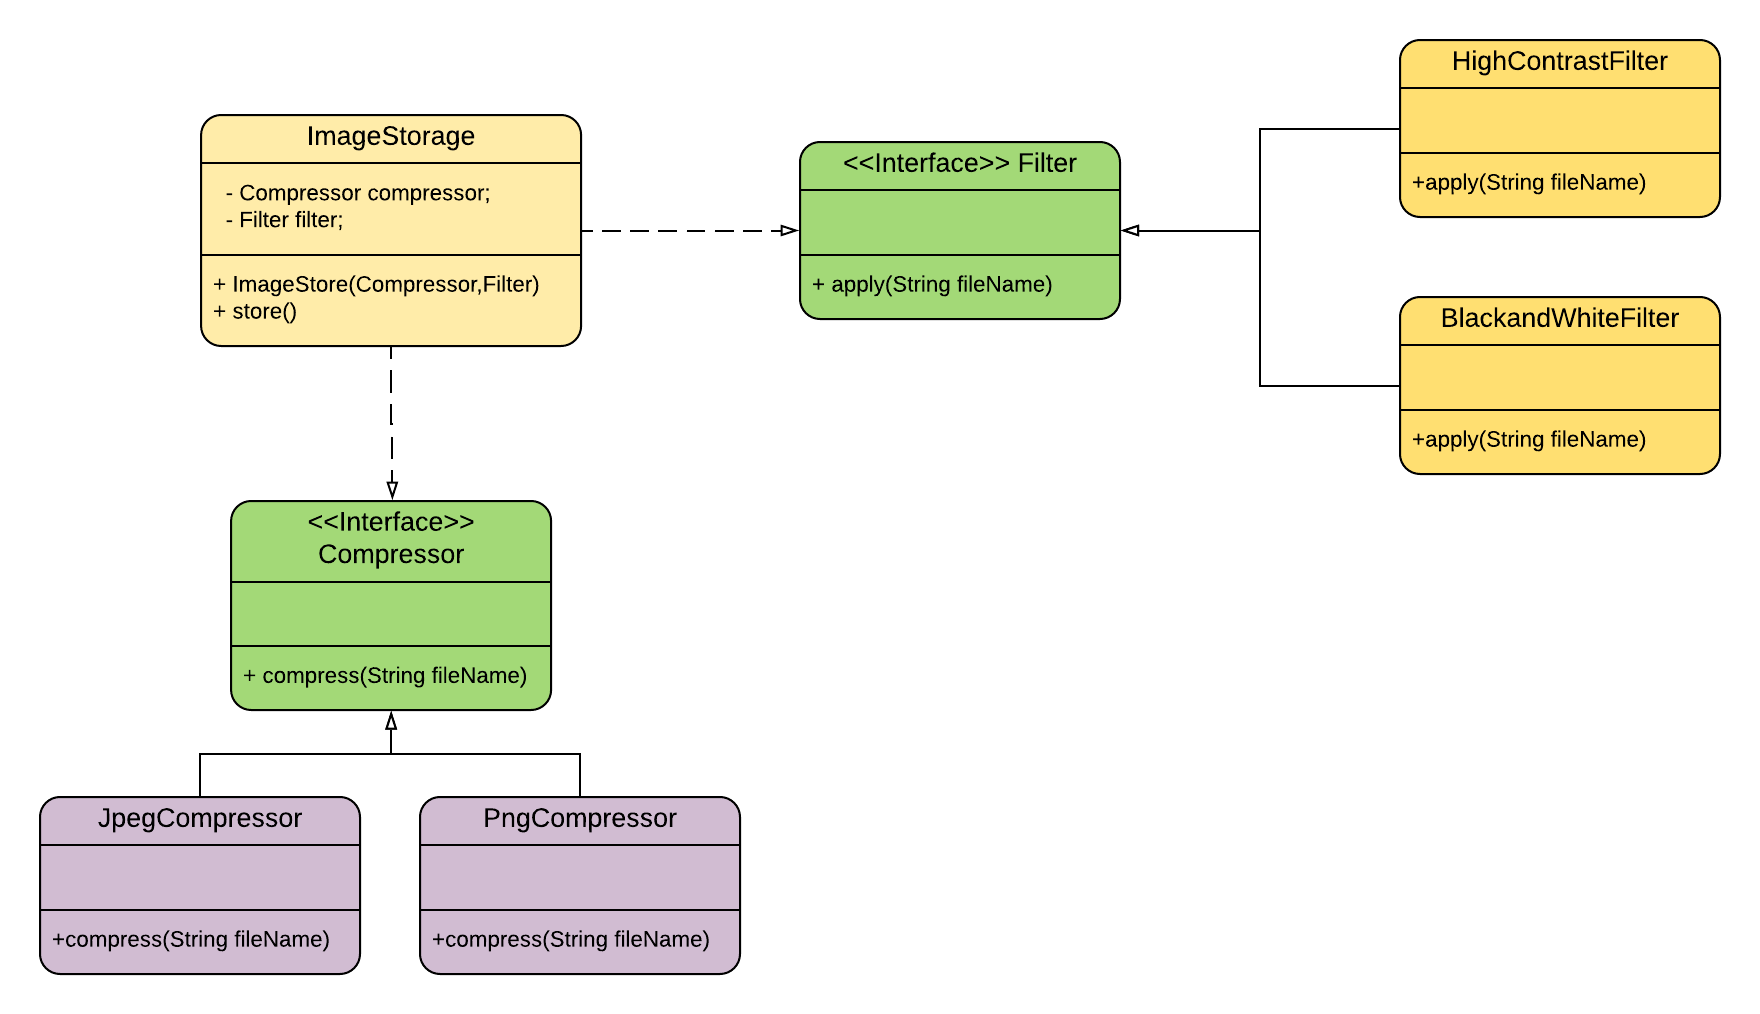 ImageStorage
- Compressor compressor;
- Filter filter;
+ ImageStore(Compressor,Filter)
+ store()
<<Interface>> Filter
+ apply(String fileName)
HighContrastFilter
+apply(String fileName)
BlackandWhiteFilter
+apply(String fileName)
<<Interface>>
Compressor
+ compress(String fileName)
JpegCompressor
+compress(String fileName)
PngCompressor
+compress(String fileName)